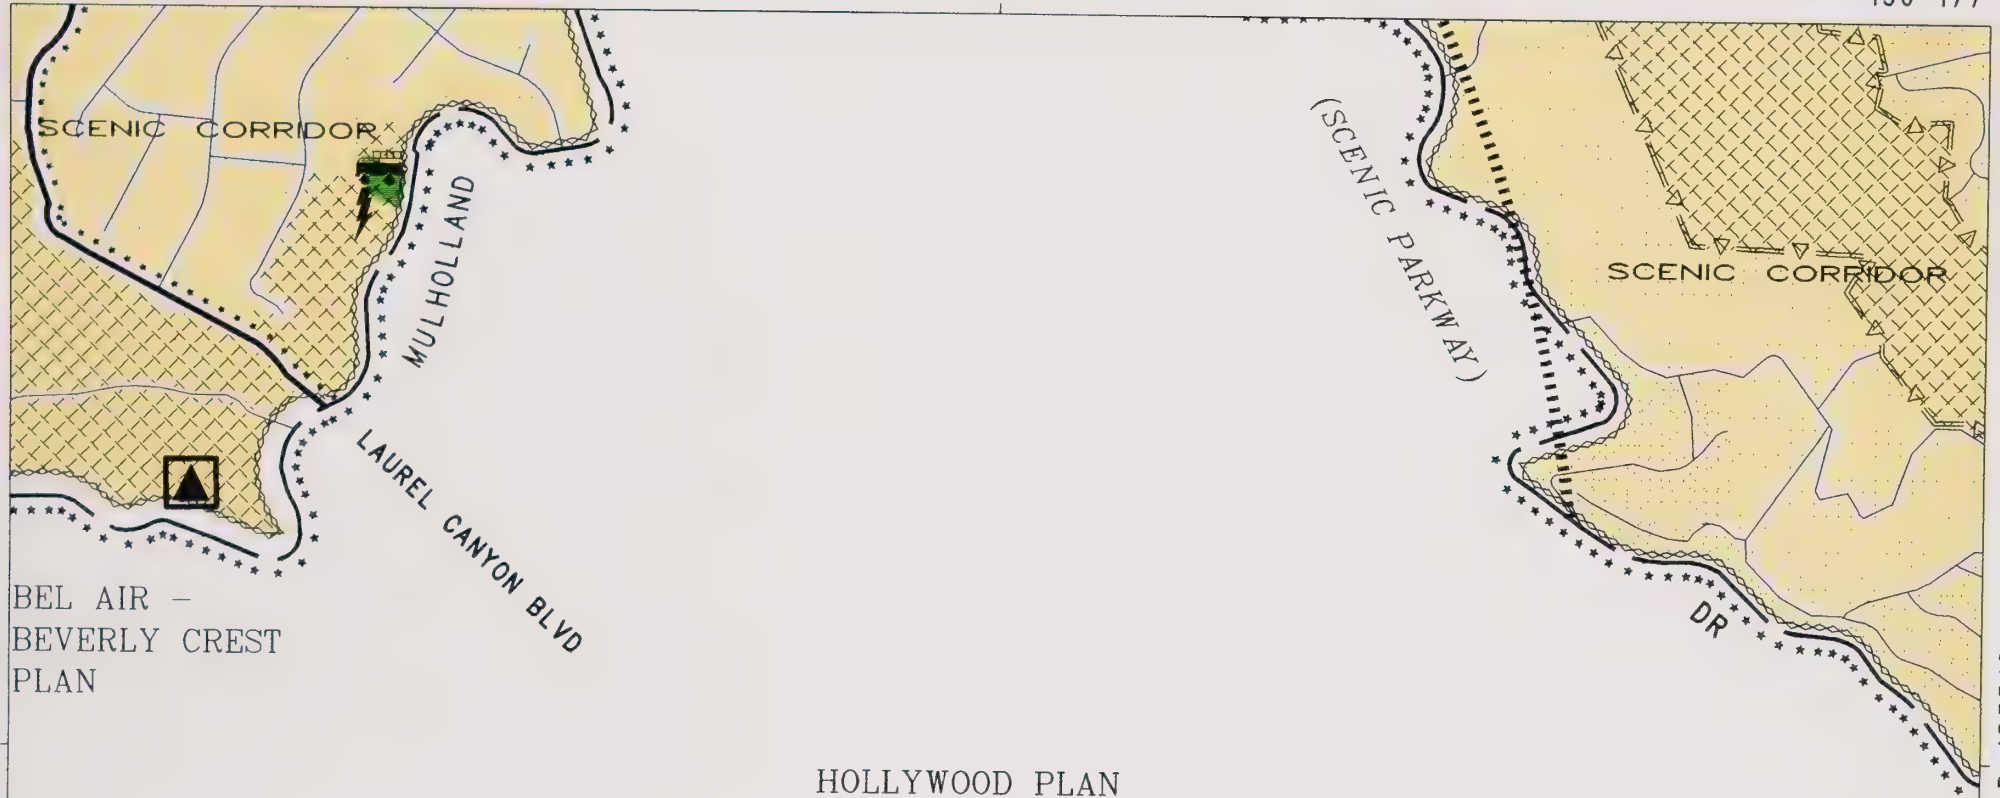 SCENIC CORRIDOR
MULHOLLAND
(SCENIC PARKWAY)
SCENIC CORRIDOR
LAUREL CANYON BLVD
DR
BEL AIR –
BEVERLY CREST
PLAN
HOLLYWOOD PLAN